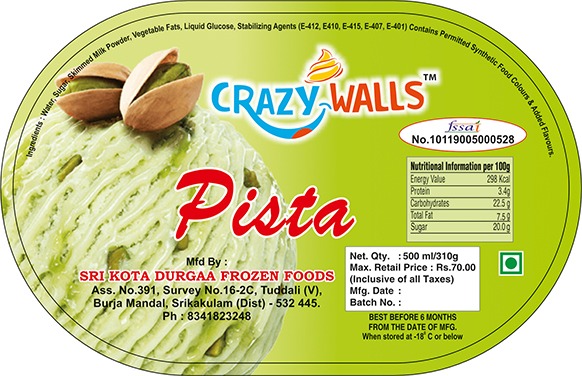 Ingredients : Water, Sugar, Skimmed Milk Powder, Vegetable Fats, Liquid Glucose, Stabilizing Agents (E-412, E410, E-415, E-407, E-401) Contains Permitted Synthetic Food Colours & Added Flavours.
CRAZY WALLS™
fssai
No.10119005000528
Nutritional Information per 100g
Energy Value 298 Kcal
Protein 3.4g
Carbohydrates 22.5 g
Total Fat 7.5 g
Sugar 20.0 g
Pista
Mfd By :
SRI KOTA DURGAA FROZEN FOODS
Ass. No.391, Survey No.16-2C, Tuddali (V),
Burja Mandal, Srikakulam (Dist) - 532 445.
Ph : 8341823248
Net. Qty. : 500 ml/310g
Max. Retail Price : Rs.70.00
(Inclusive of all Taxes)
Mfg. Date :
Batch No. :
BEST BEFORE 6 MONTHS
FROM THE DATE OF MFG.
When stored at -18° C or below